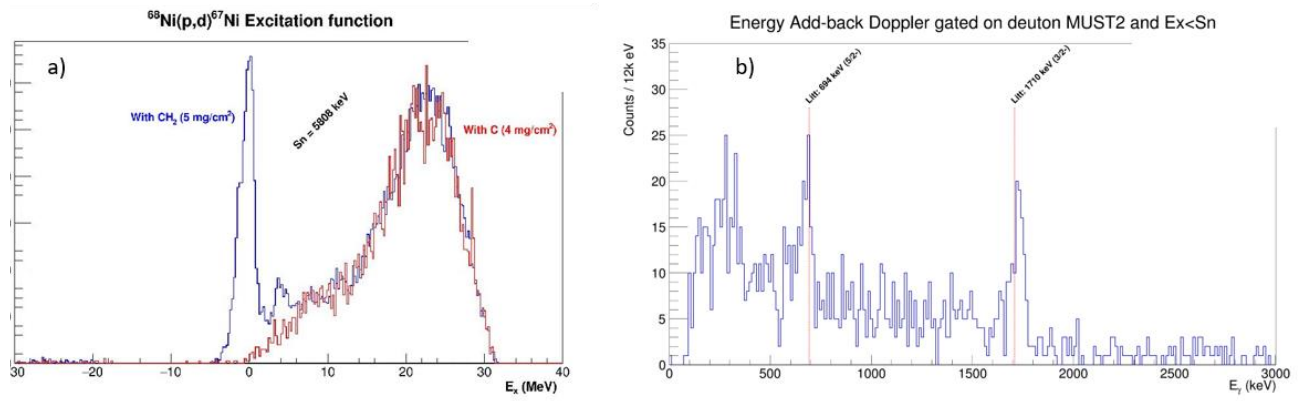 ⁶⁸Ni(p,d)⁶⁷Ni Excitation function
a)
With CH₂ (5 mg/cm²)
Sn = 5808 keV
With C (4 mg/cm²)
30 −20 −10 0 10 20 30 40
Eₓ (MeV)
Energy Add-back Doppler gated on deuton MUST2 and Ex<Sn
b)
Counts / 12k eV
35
30
25
20
15
10
5
0
Litt: 694 keV (5/2-)
Litt: 1710 keV (3/2-)
0 500 1000 1500 2000 2500 3000
Eᵧ (keV)